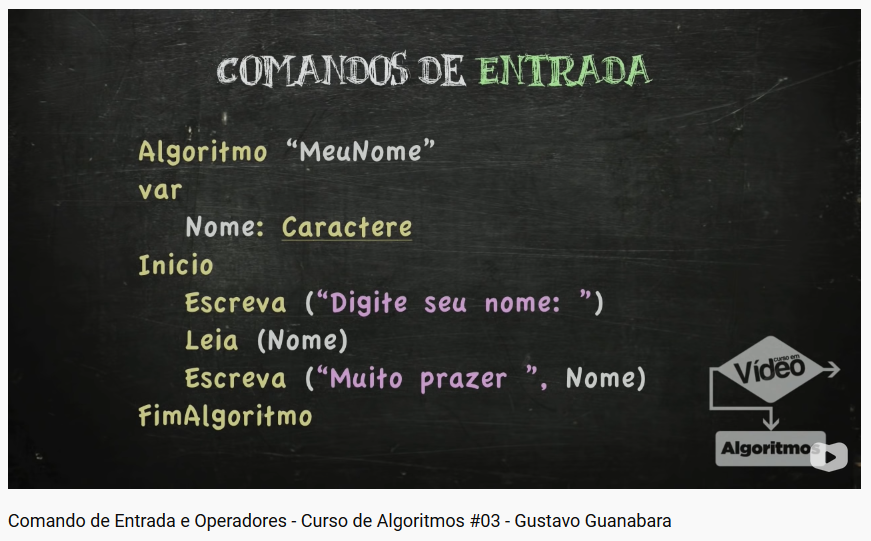 COMANDOS DE ENTRADA
Algoritmo “MeuNome”
var
Nome: Caractere
Inicio
Escreva (“Digite seu nome: ”)
Leia (Nome)
Escreva (“Muito prazer ”, Nome)
FimAlgoritmo
curso em
Vídeo
Algoritmos
Comando de Entrada e Operadores - Curso de Algoritmos #03 - Gustavo Guanabara